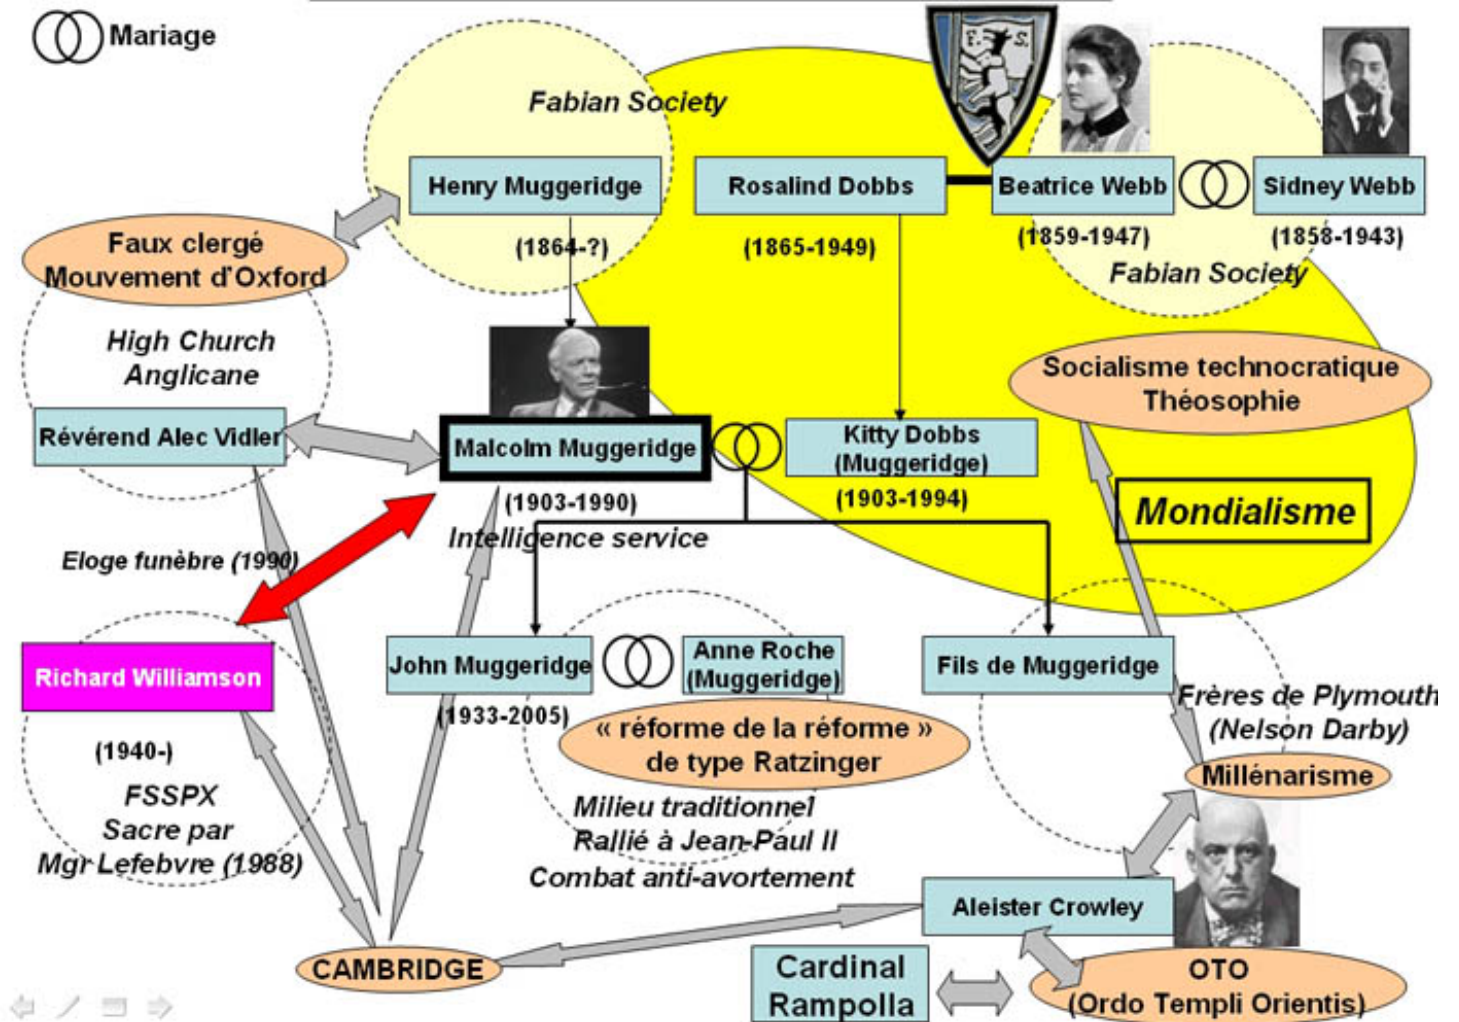 Mariage
Fabian Society
F. S.
Henry Muggeridge
Rosalind Dobbs
Beatrice Webb
Sidney Webb
(1864-?)
(1865-1949)
(1859-1947)
(1858-1943)
Fabian Society
Faux clergé
Mouvement d'Oxford
High Church
Anglicane
Socialisme technocratique
Théosophie
Révérend Alec Vidler
Malcolm Muggeridge
Kitty Dobbs
(Muggeridge)
(1903-1990)
(1903-1994)
Intelligence service
Mondialisme
Eloge funèbre (1990)
Richard Williamson
John Muggeridge
Anne Roche
(Muggeridge)
Fils de Muggeridge
(1940-)
(1933-2005)
« réforme de la réforme »
de type Ratzinger
Frères de Plymouth
(Nelson Darby)
Millénarisme
FSSPX
Sacre par
Mgr Lefebvre (1988)
Milieu traditionnel
Rallié à Jean-Paul II
Combat anti-avortement
Aleister Crowley
CAMBRIDGE
Cardinal
Rampolla
OTO
(Ordo Templi Orientis)